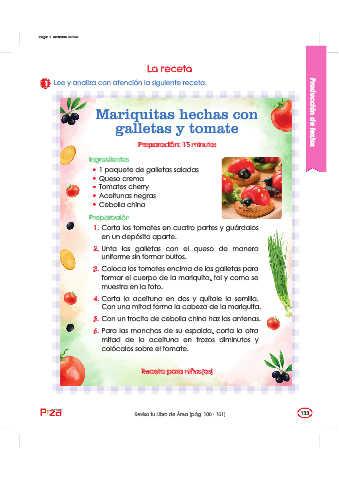 La receta
1 Lee y analiza con atención la siguiente receta.
Producción de textos
Mariquitas hechas con
galletas y tomate
Preparación: 15 minutos
Ingredientes
• 1 paquete de galletas saladas
• Queso crema
• Tomates cherry
• Aceitunas negras
• Cebolla china
Preparación
1. Corta los tomates en cuatro partes y guárdalos
en un depósito aparte.
2. Unta las galletas con el queso de manera
uniforme sin formar bultos.
3. Coloca los tomates encima de las galletas para
formar el cuerpo de la mariquita, tal y como se
muestra en la foto.
4. Corta la aceituna en dos y quítale la semilla.
Con una mitad forma la cabeza de la mariquita.
5. Con un trocito de cebolla china haz las antenas.
6. Para las manchas de su espalda, corta la otra
mitad de la aceituna en trozos diminutos y
colócalos sobre el tomate.
Receta para niñas(os)
Revisa tu Libro de Área
133